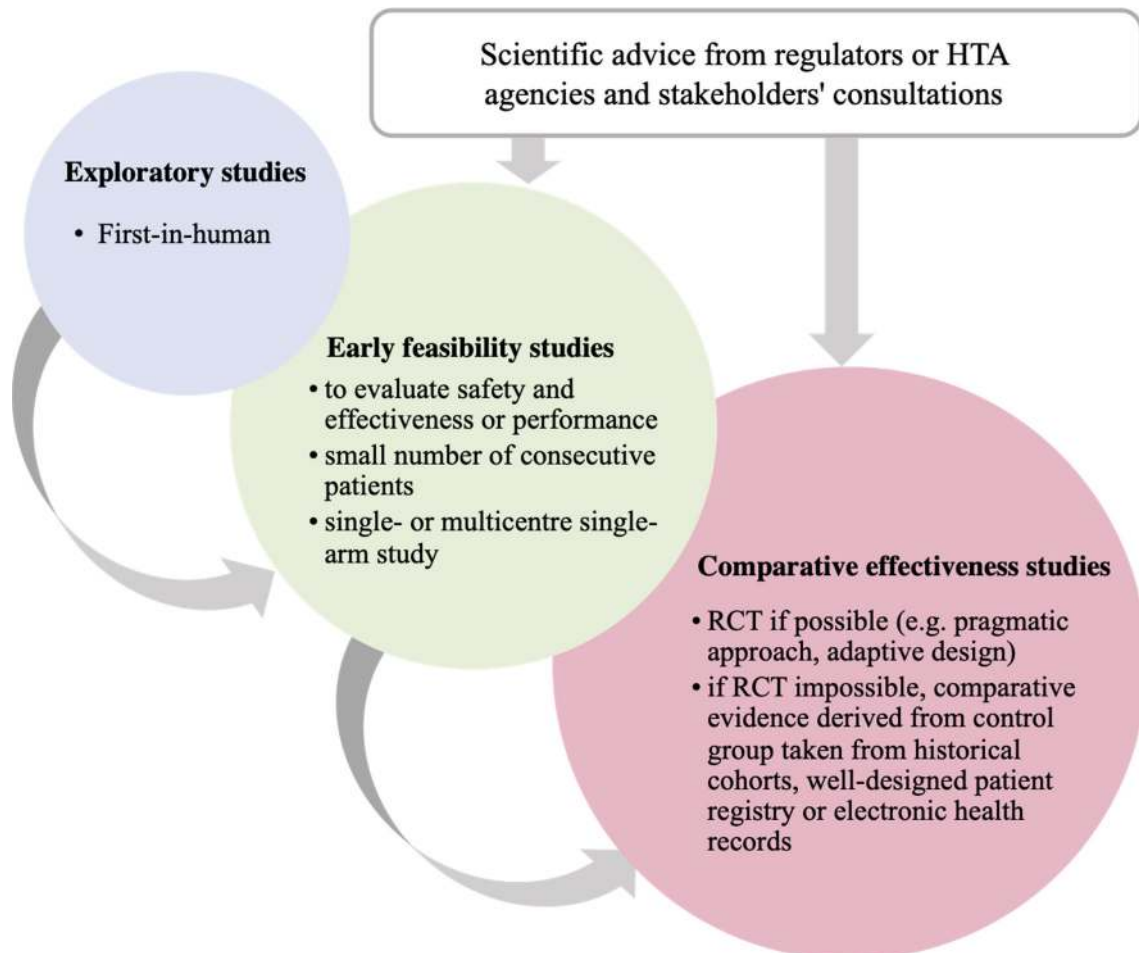 Scientific advice from regulators or HTA
agencies and stakeholders' consultations
Exploratory studies
• First-in-human
Early feasibility studies
• to evaluate safety and
effectiveness or performance
• small number of consecutive
patients
• single- or multicentre single-
arm study
Comparative effectiveness studies
• RCT if possible (e.g. pragmatic
approach, adaptive design)
• if RCT impossible, comparative
evidence derived from control
group taken from historical
cohorts, well-designed patient
registry or electronic health
records